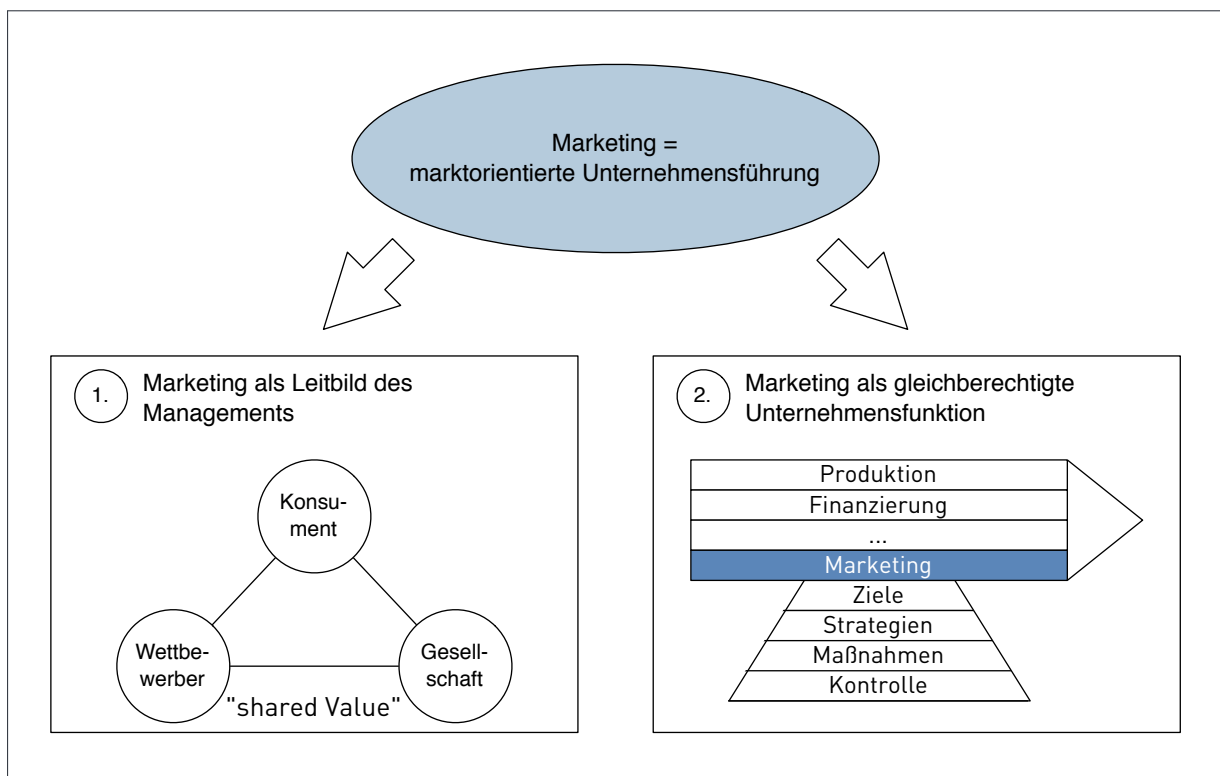 Marketing =
marktorientierte Unternehmensführung
1.
Marketing als Leitbild des
Managements
Konsu-
ment
Wettbe-
werber
Gesell-
schaft
"shared Value"
2.
Marketing als gleichberechtigte
Unternehmensfunktion
Produktion
Finanzierung
...
Marketing
Ziele
Strategien
Maßnahmen
Kontrolle